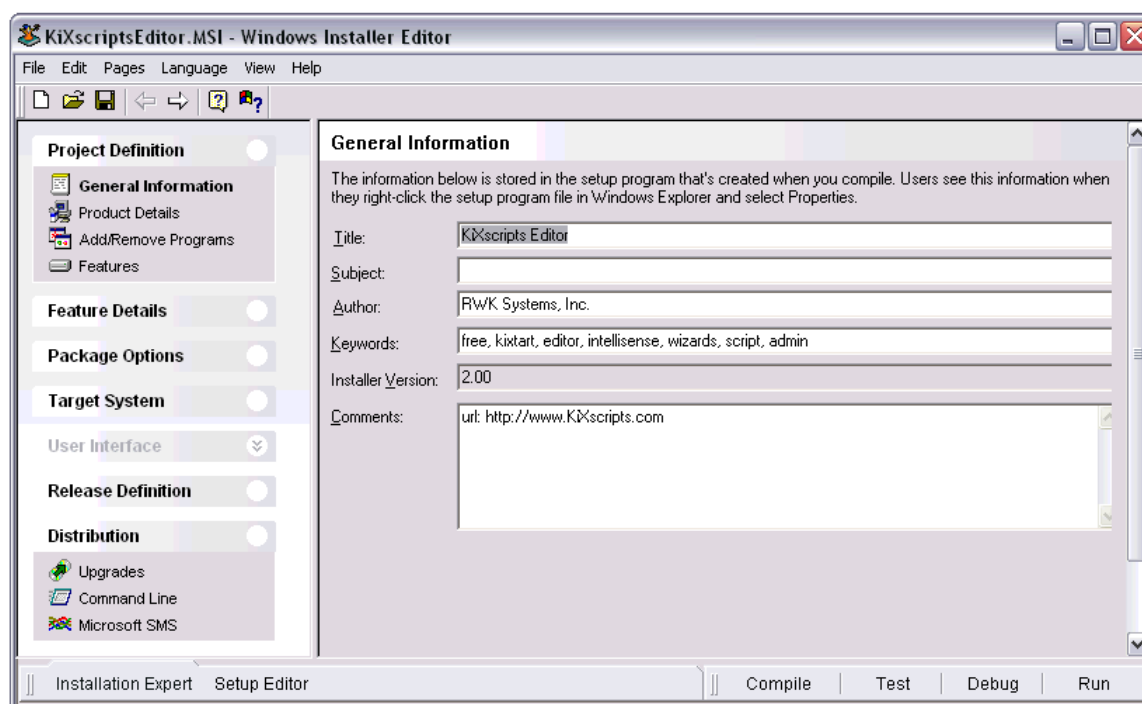 KiXscriptsEditor.MSI - Windows Installer Editor
File Edit Pages Language View Help
Project Definition
General Information
Product Details
Add/Remove Programs
Features
Feature Details
Package Options
Target System
User Interface
Release Definition
Distribution
Upgrades
Command Line
Microsoft SMS
General Information
The information below is stored in the setup program that's created when you compile. Users see this information when
they right-click the setup program file in Windows Explorer and select Properties.
Title: KiXscripts Editor
Subject:
Author: RWK Systems, Inc.
Keywords: free, kixtart, editor, intellisense, wizards, script, admin
Installer Version: 2.00
Comments: url: http://www.KiXscripts.com
Installation Expert Setup Editor Compile Test Debug Run